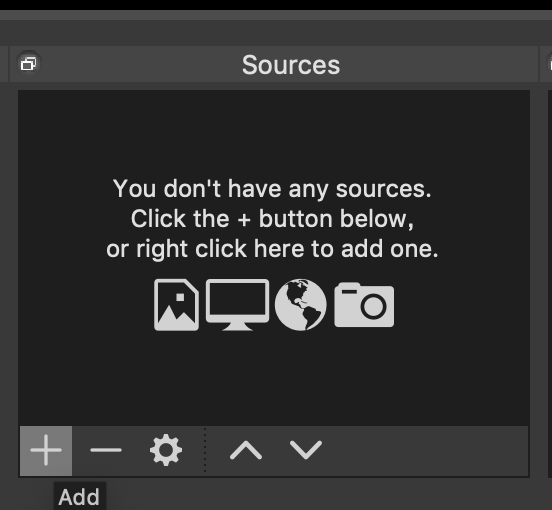 Sources
You don't have any sources.
Click the + button below,
or right click here to add one.
Add